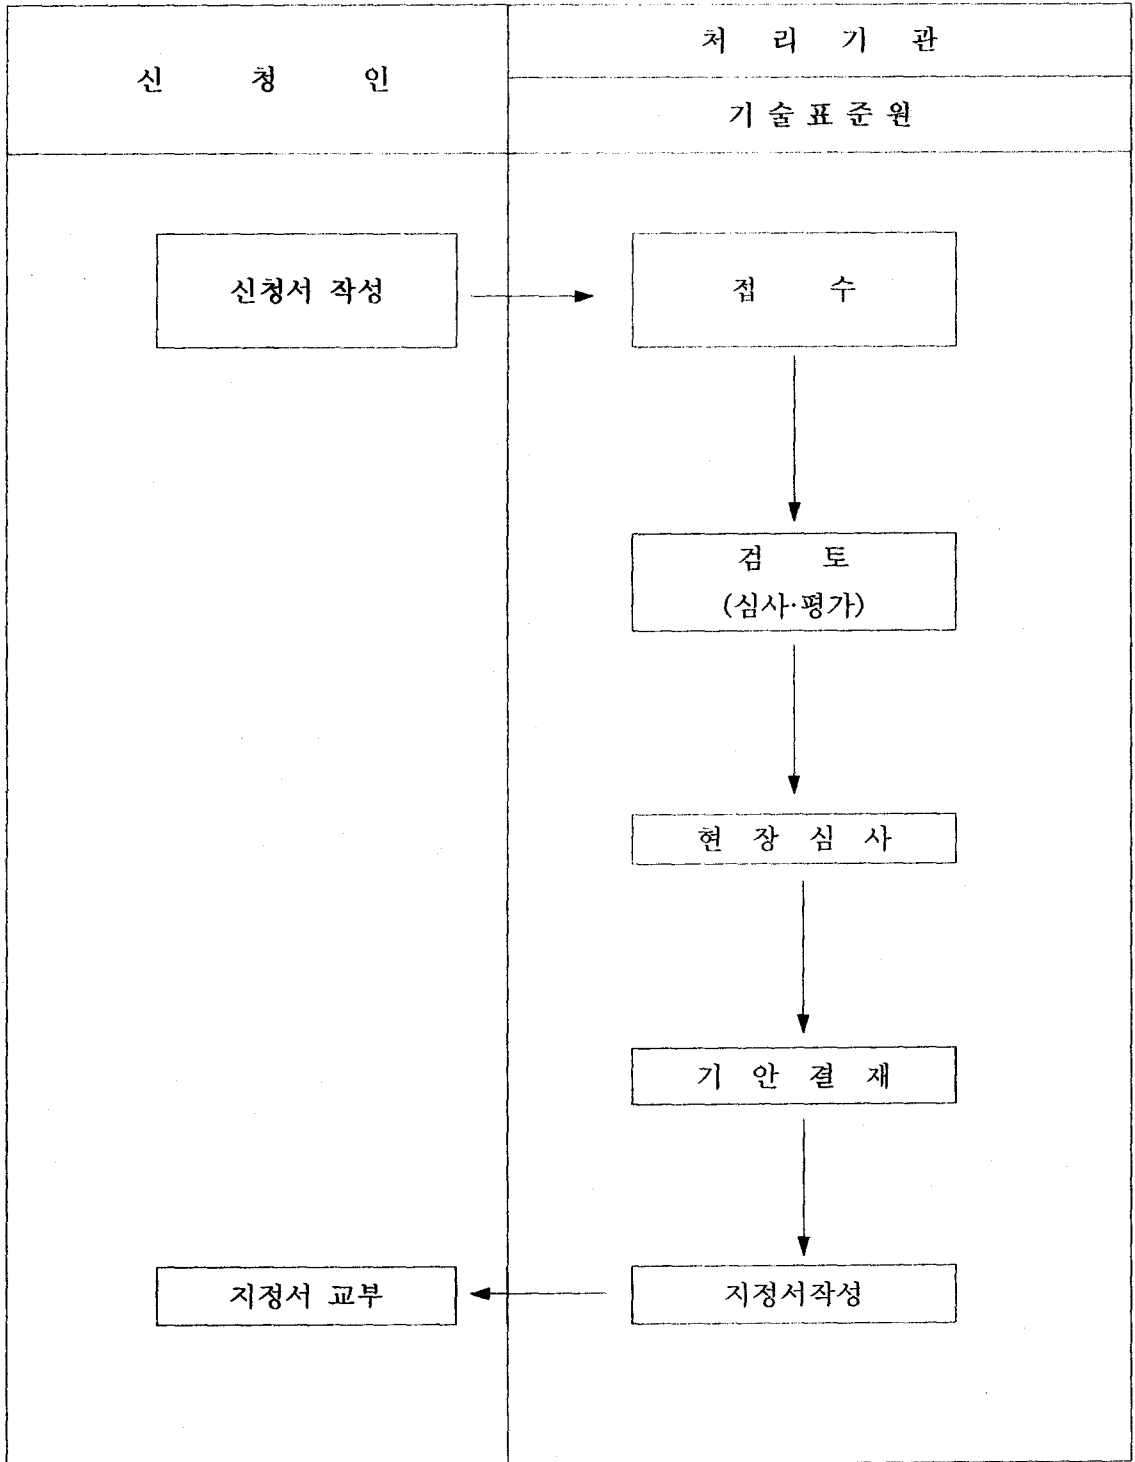 신 청 인
처 리 기 관
기 술 표 준 원
신청서 작성
접 수
검 토
(심사·평가)
현 장 심 사
기 안 결 재
지정서 교부
지정서작성